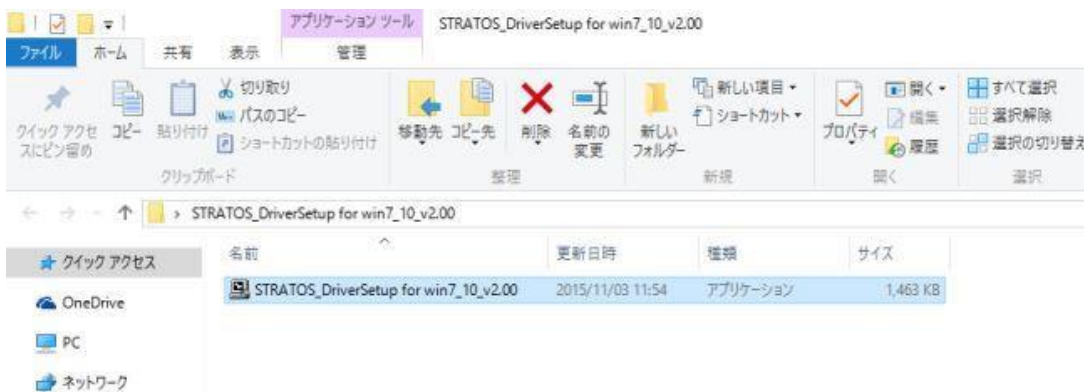 アプリケーション ツール STRATOS_DriverSetup for win7_10_v2.00
ファイル ホーム 共有 表示 管理
クイック アクセスにピン留め
コピー
貼り付け
切り取り
パスのコピー
ショートカットの貼り付け
クリップボード
移動先
コピー先
削除
名前の変更
整理
新しいフォルダー
新しい項目
ショートカット
新規
プロパティ
開く
編集
履歴
開く
すべて選択
選択解除
選択の切り替え
選択
STRATOS_DriverSetup for win7_10_v2.00
名前 更新日時 種類 サイズ
STRATOS_DriverSetup for win7_10_v2.00 2015/11/03 11:54 アプリケーション 1,463 KB
クイック アクセス
OneDrive
PC
ネットワーク